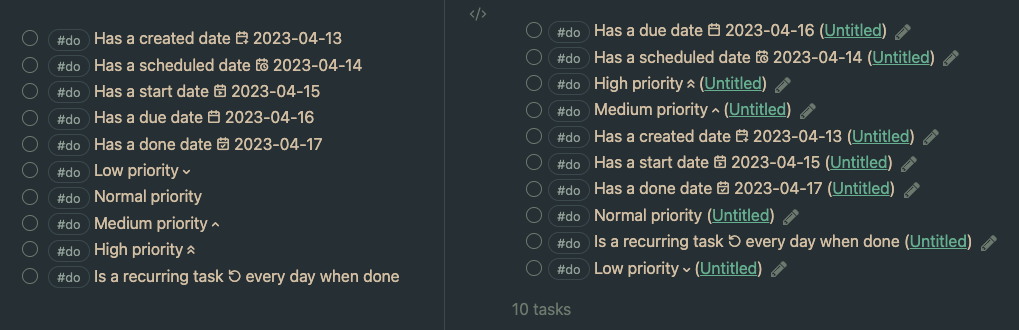 #do Has a created date 2023-04-13
#do Has a scheduled date 2023-04-14
#do Has a start date 2023-04-15
#do Has a due date 2023-04-16
#do Has a done date 2023-04-17
#do Low priority
#do Normal priority
#do Medium priority
#do High priority
#do Is a recurring task every day when done
</>
#do Has a due date 2023-04-16 (Untitled)
#do Has a scheduled date 2023-04-14 (Untitled)
#do High priority (Untitled)
#do Medium priority (Untitled)
#do Has a created date 2023-04-13 (Untitled)
#do Has a start date 2023-04-15 (Untitled)
#do Has a done date 2023-04-17 (Untitled)
#do Normal priority (Untitled)
#do Is a recurring task every day when done (Untitled)
#do Low priority (Untitled)
10 tasks